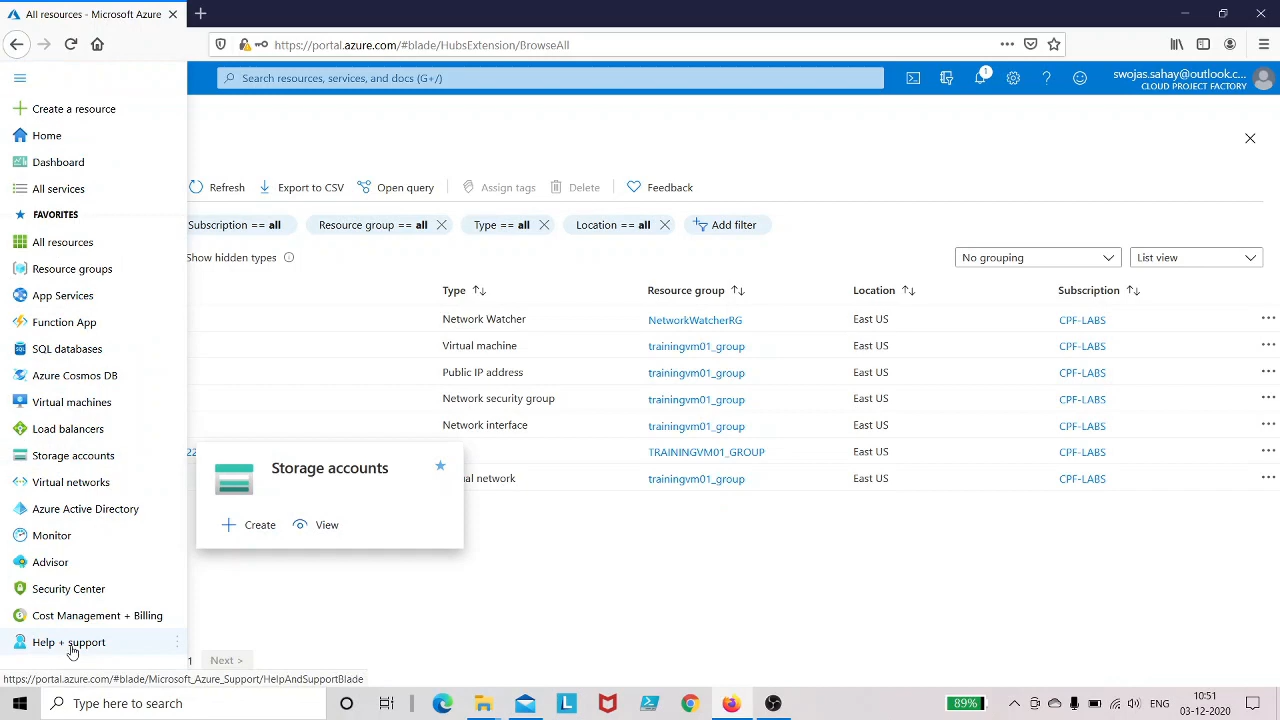 All resources - Microsoft Azure
https://portal.azure.com/#blade/HubsExtension/BrowseAll
Search resources, services, and docs (G+/)
1
swojas.sahay@outlook.c...
CLOUD PROJECT FACTORY
Create a resource
Home
Dashboard
All services
FAVORITES
All resources
Resource groups
App Services
Function App
SQL databases
Azure Cosmos DB
Virtual machines
Load balancers
Storage accounts
Virtual networks
Azure Active Directory
Monitor
Advisor
Security Center
Cost Management + Billing
Help + support
Refresh
Export to CSV
Open query
Assign tags
Delete
Feedback
Subscription == all
Resource group == all
Type == all
Location == all
Add filter
Show hidden types
No grouping
List view
Type Resource group Location Subscription
Network Watcher NetworkWatcherRG East US CPF-LABS
Virtual machine trainingvm01_group East US CPF-LABS
Public IP address trainingvm01_group East US CPF-LABS
Network security group trainingvm01_group East US CPF-LABS
Network interface trainingvm01_group East US CPF-LABS
22 TRAININGVM01_GROUP East US CPF-LABS
ual network trainingvm01_group East US CPF-LABS
Storage accounts
Create View
1 Next >
https://portal.azure.com/#blade/Microsoft_Azure_Support/HelpAndSupportBlade
Type here to search
89%
ENG
10:51
03-12-2020